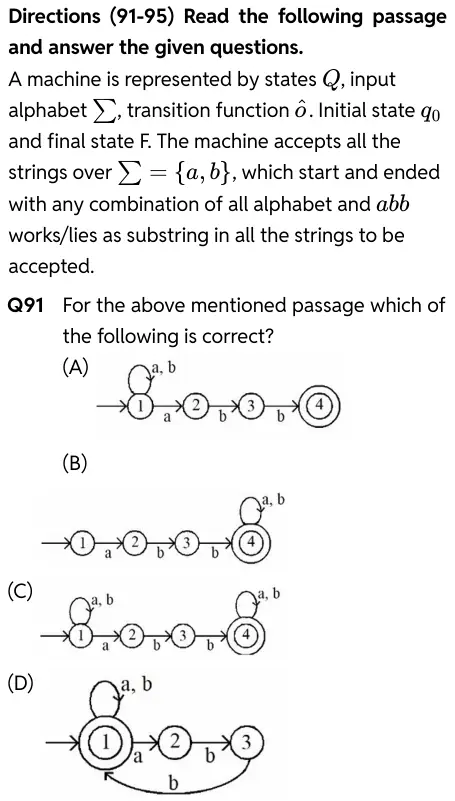 Directions (91-95) Read the following passage
and answer the given questions.
A machine is represented by states Q, input
alphabet ∑, transition function ô. Initial state q₀
and final state F. The machine accepts all the
strings over ∑ = {a, b}, which start and ended
with any combination of all alphabet and abb
works/lies as substring in all the strings to be
accepted.
Q91 For the above mentioned passage which of
the following is correct?
(A)
a, b
1 a 2 b 3 b 4
(B)
a, b
1 a 2 b 3 b 4
(C)
a, b a, b
1 a 2 b 3 b 4
(D)
a, b
1 a 2 b 3
b